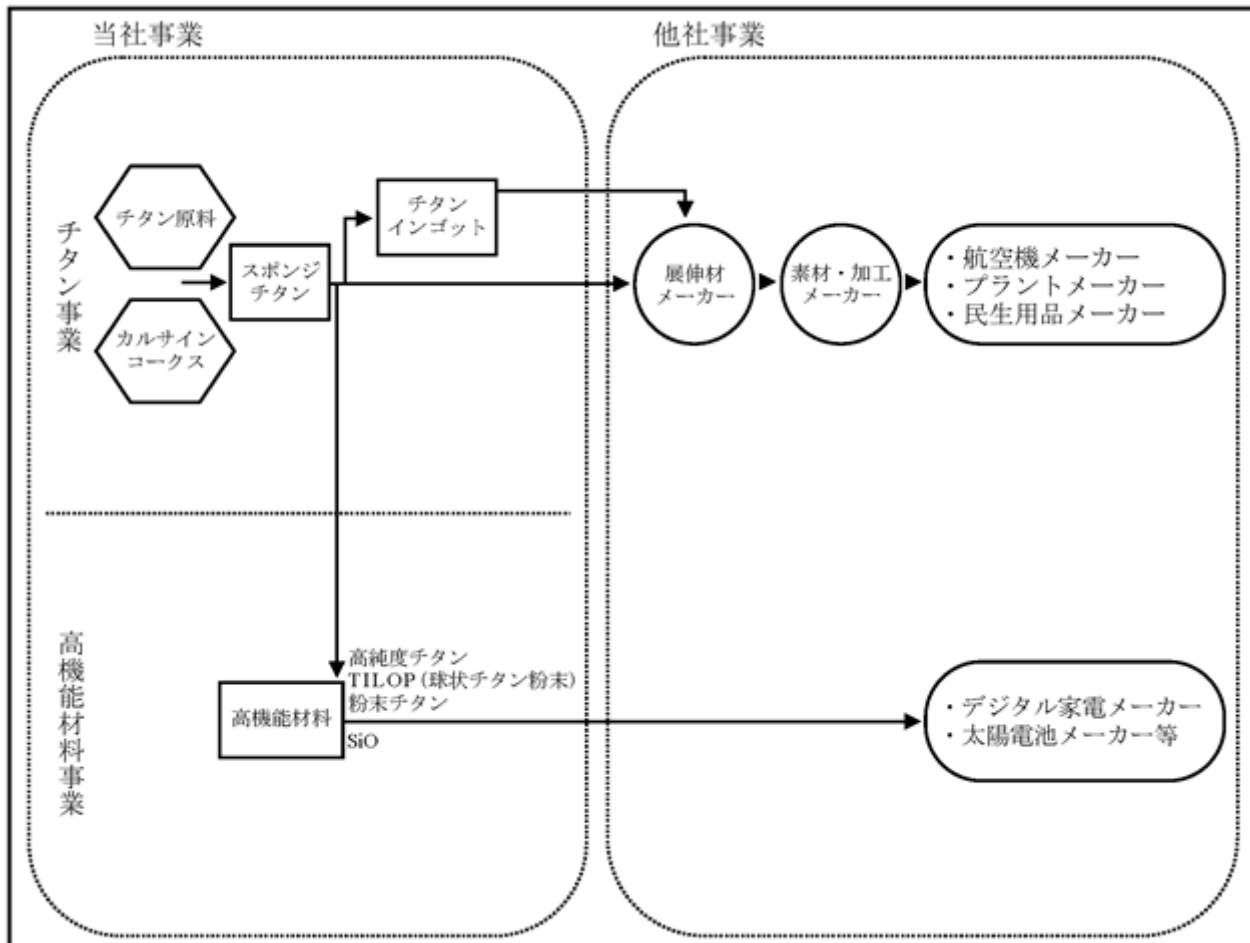 当社事業
他社事業
チタン事業
チタン原料
カルサイン
コークス
スポンジ
チタン
チタン
インゴット
展伸材
メーカー
素材・加工
メーカー
・航空機メーカー
・プラントメーカー
・民生用品メーカー
高機能材料事業
高機能材料
高純度チタン
TILOP(球状チタン粉末)
粉末チタン
SiO
・デジタル家電メーカー
・太陽電池メーカー等